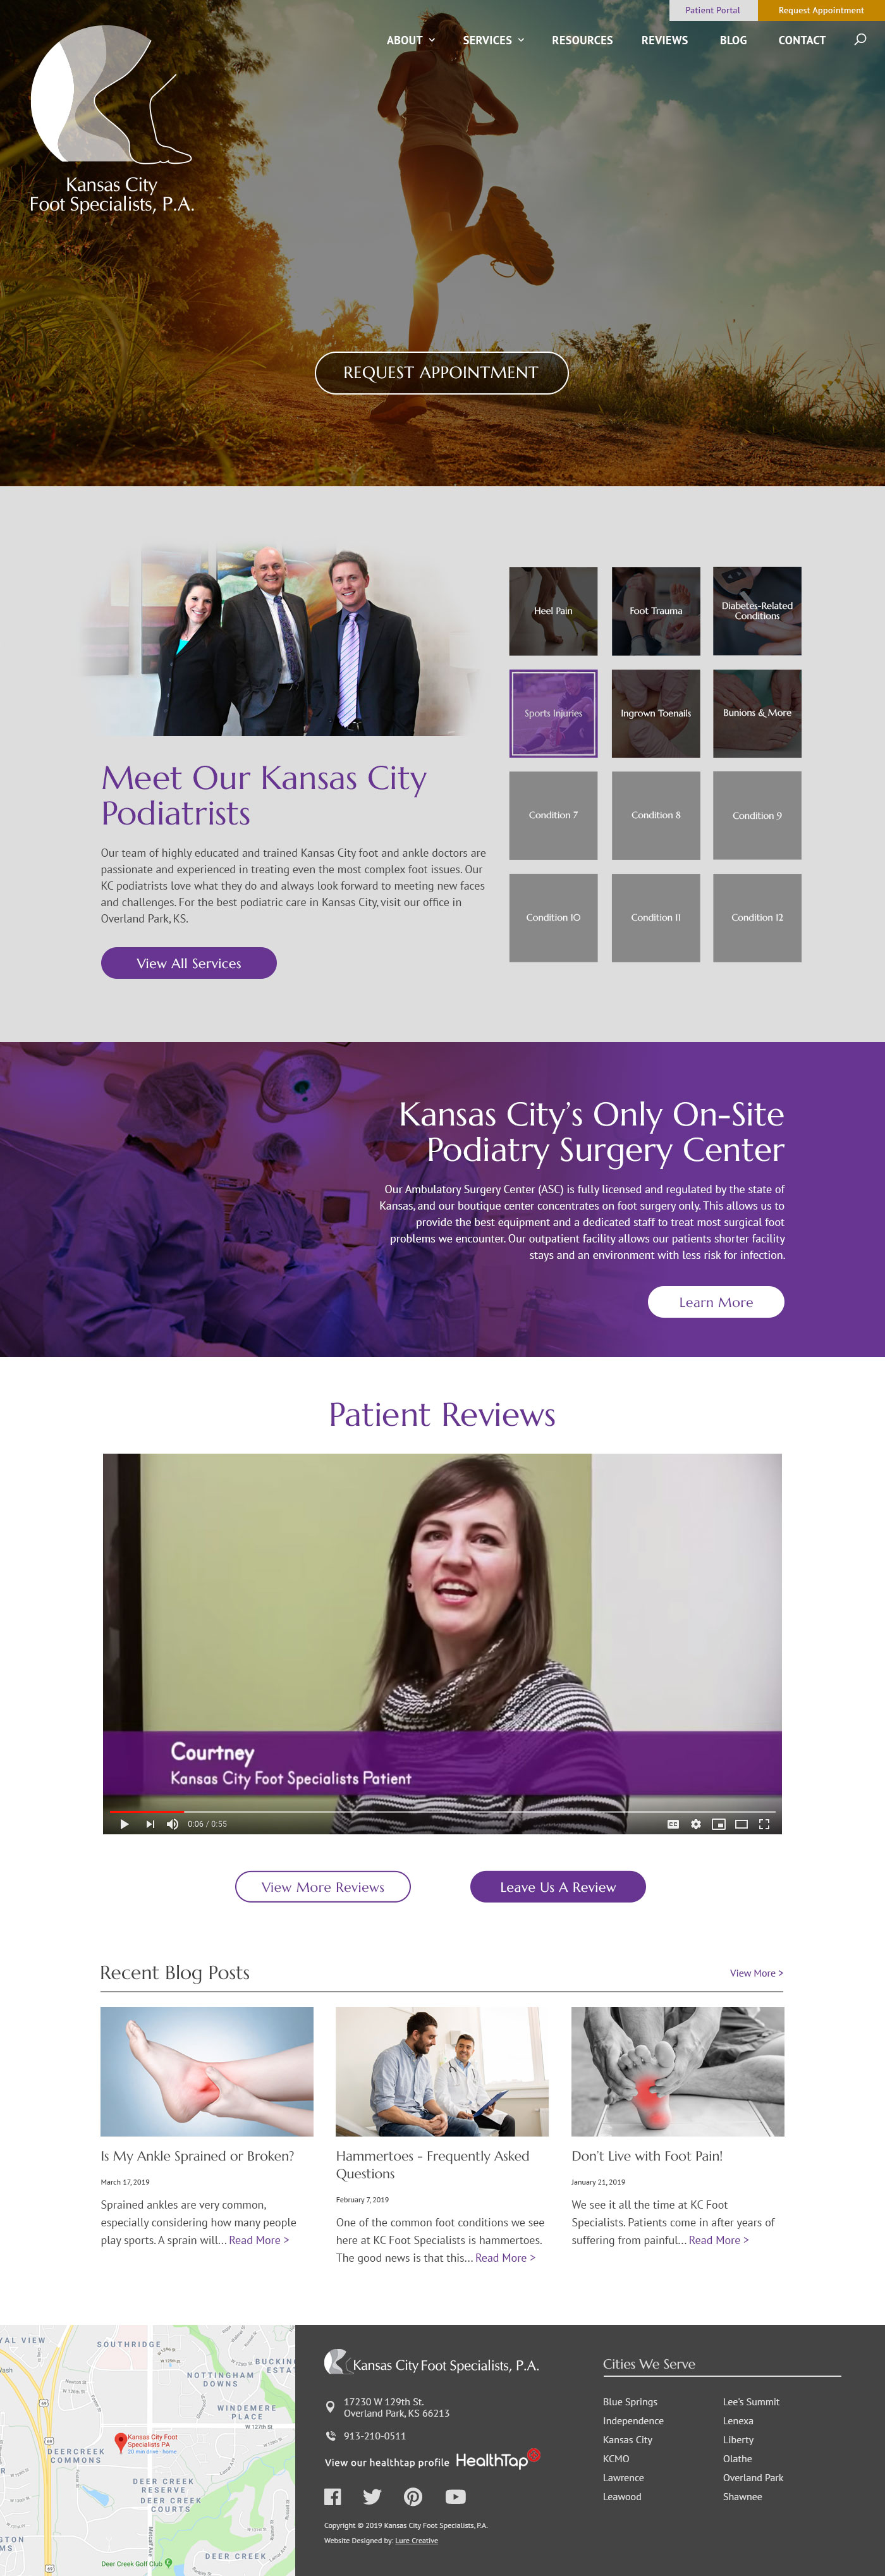 Patient Portal
Request Appointment
ABOUT
SERVICES
RESOURCES
REVIEWS
BLOG
CONTACT
Kansas City
Foot Specialists, P.A.
REQUEST APPOINTMENT
Heel Pain
Foot Trauma
Diabetes-Related
Conditions
Sports Injuries
Ingrown Toenails
Bunions & More
Condition 7
Condition 8
Condition 9
Condition 10
Condition 11
Condition 12
Meet Our Kansas City
Podiatrists
Our team of highly educated and trained Kansas City foot and ankle doctors are
passionate and experienced in treating even the most complex foot issues. Our
KC podiatrists love what they do and always look forward to meeting new faces
and challenges. For the best podiatric care in Kansas City, visit our office in
Overland Park, KS.
View All Services
Kansas City's Only On-Site
Podiatry Surgery Center
Our Ambulatory Surgery Center (ASC) is fully licensed and regulated by the state of
Kansas, and our boutique center concentrates on foot surgery only. This allows us to
provide the best equipment and a dedicated staff to treat most surgical foot
problems we encounter. Our outpatient facility allows our patients shorter facility
stays and an environment with less risk for infection.
Learn More
Patient Reviews
Courtney
Kansas City Foot Specialists Patient
0:06 / 0:55
CC
View More Reviews
Leave Us A Review
Recent Blog Posts
View More >
Is My Ankle Sprained or Broken?
March 17, 2019
Sprained ankles are very common,
especially considering how many people
play sports. A sprain will... Read More >
Hammertoes - Frequently Asked
Questions
February 7, 2019
One of the common foot conditions we see
here at KC Foot Specialists is hammertoes.
The good news is that this... Read More >
Don't Live with Foot Pain!
January 21, 2019
We see it all the time at KC Foot
Specialists. Patients come in after years of
suffering from painful... Read More >
YAL VIEW
SOUTHRIDGE
BUCKING
ESTA
NOTTINGHAM
DOWNS
WINDEMERE
PLACE
W 127th St
Kansas City Foot
Specialists PA
20 min drive - home
DEERCREEK
COMMONS
DEER CREEK
RESERVE
DEER CREEK
COURTS
Metcalf Ave
GTON
MS
DEER CREEK
Deer Creek Golf Club
69
69
69
Kansas City Foot Specialists, P.A.
17230 W 129th St.
Overland Park, KS 66213
913-210-0511
View our healthtap profile HealthTap
Copyright © 2019 Kansas City Foot Specialists, P.A.
Website Designed by: Lure Creative
Cities We Serve
Blue Springs
Independence
Kansas City
KCMO
Lawrence
Leawood
Lee's Summit
Lenexa
Liberty
Olathe
Overland Park
Shawnee